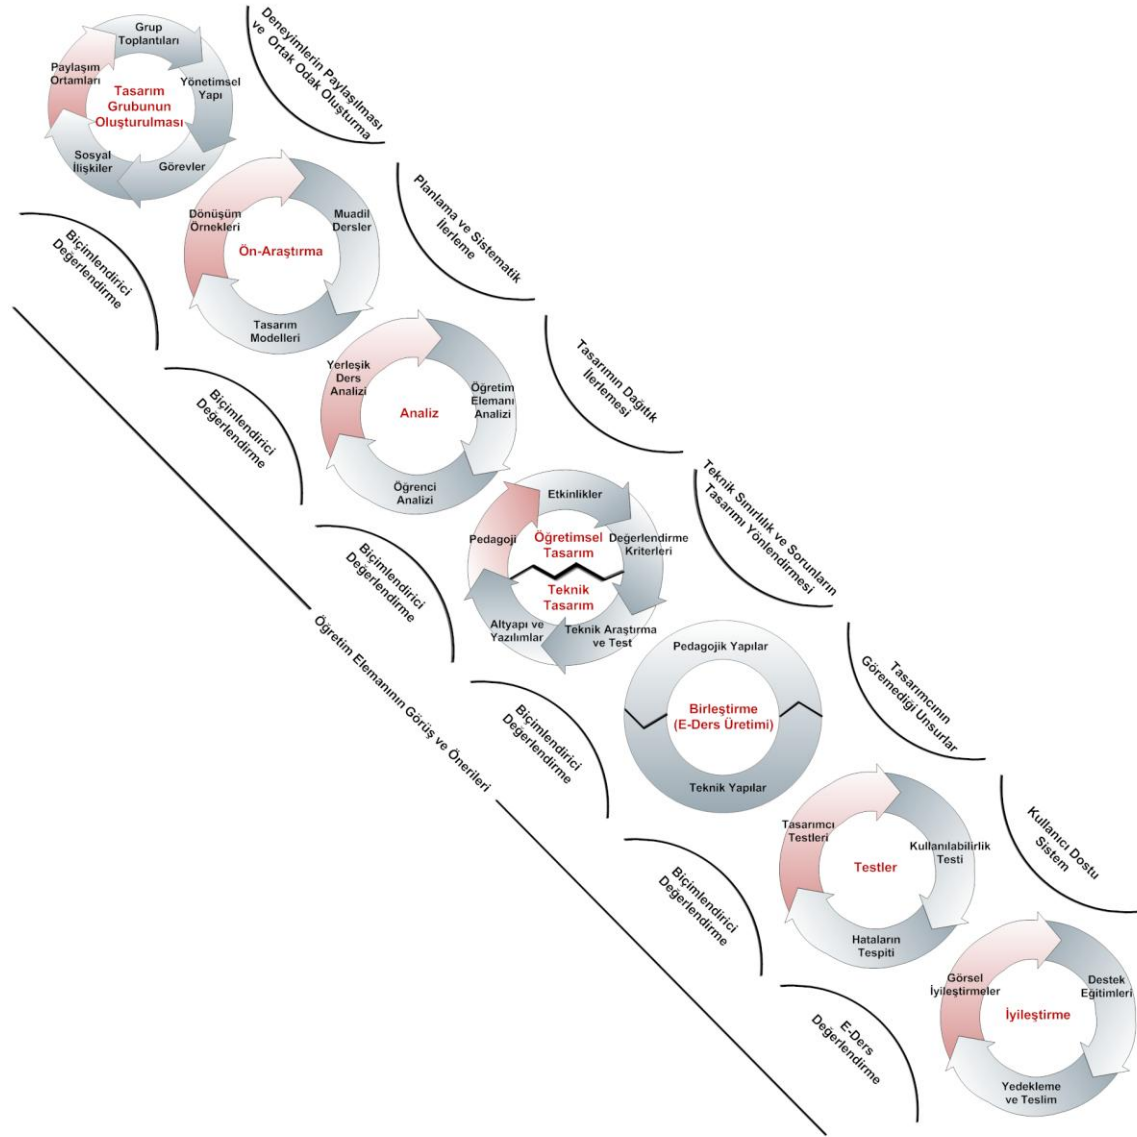 Grup
Toplantıları
Paylaşım
Ortamları
Yönetimsel
Yapı
Tasarım
Grubunun
Oluşturulması
Sosyal
İlişkiler
Görevler
Deneyimlerin Paylaşılması
ve Ortak Odak Oluşturma
Dönüşüm
Örnekleri
Muadil
Dersler
Ön-Araştırma
Tasarım
Modelleri
Planlama ve Sistematik
İlerleme
Biçimlendirici
Değerlendirme
Yerleşik
Ders
Analizi
Öğretim
Elemanı
Analizi
Analiz
Öğrenci
Analizi
Tasarımın Dağıtık
İlerlemesi
Biçimlendirici
Değerlendirme
Etkinlikler
Pedagoji
Değerlendirme
Kriterleri
Öğretimsel
Tasarım
Teknik
Tasarım
Altyapı ve
Yazılımlar
Teknik Araştırma
ve Test
Teknik Sınırlılık ve Sorunların
Tasarımı Yönlendirmesi
Biçimlendirici
Değerlendirme
Öğretim Elemanının Görüş ve Önerileri
Pedagojik Yapılar
Birleştirme
(E-Ders Üretimi)
Teknik Yapılar
Tasarımcının
Göremediği Unsurlar
Biçimlendirici
Değerlendirme
Tasarımcı
Testleri
Kullanılabilirlik
Testi
Testler
Hataların
Tespiti
Kullanıcı Dostu
Sistem
Biçimlendirici
Değerlendirme
Görsel
İyileştirmeler
Destek
Eğitimleri
İyileştirme
Yedekleme
ve Teslim
E-Ders
Değerlendirme